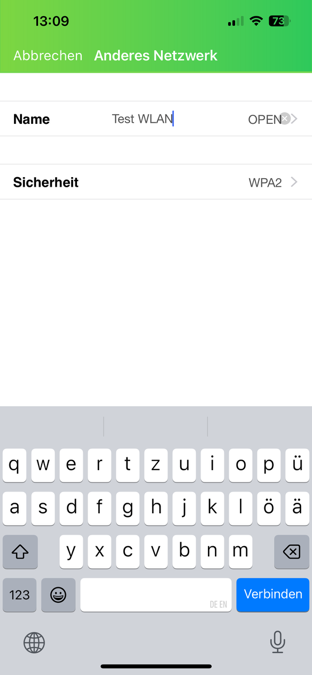 13:09
73
Abbrechen Anderes Netzwerk
Name Test WLAN OPEN
Sicherheit WPA2
q w e r t z u i o p ü
a s d f g h j k l ö ä
y x c v b n m
123 DE EN Verbinden